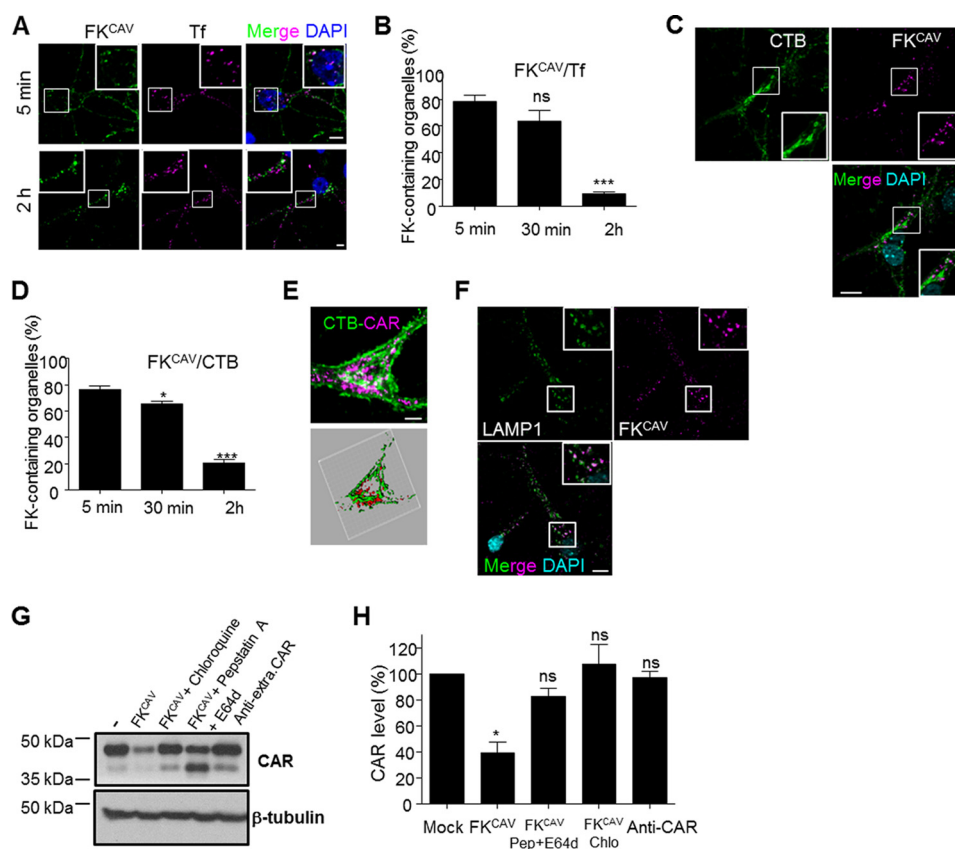 A
FKCAV
Tf
Merge DAPI
5 min
2 h
B
FKCAV/Tf
FK-containing organelles (%)
100
80
60
40
20
0
ns
***
5 min
30 min
2h
C
CTB
FKCAV
Merge DAPI
D
FKCAV/CTB
FK-containing organelles (%)
100
80
60
40
20
0
*
***
5 min
30 min
2h
E
CTB-CAR
F
LAMP1
FKCAV
Merge DAPI
G
-
FKCAV
FKCAV+ Chloroquine
FKCAV+ Pepstatin A
+ E64d
Anti-extra.CAR
50 kDa
35 kDa
50 kDa
CAR
β-tubulin
H
CAR level (%)
120
100
80
60
40
20
0
*
ns
ns
ns
Mock
FKCAV
FKCAV
Pep+E64d
FKCAV
Chlo
Anti-CAR